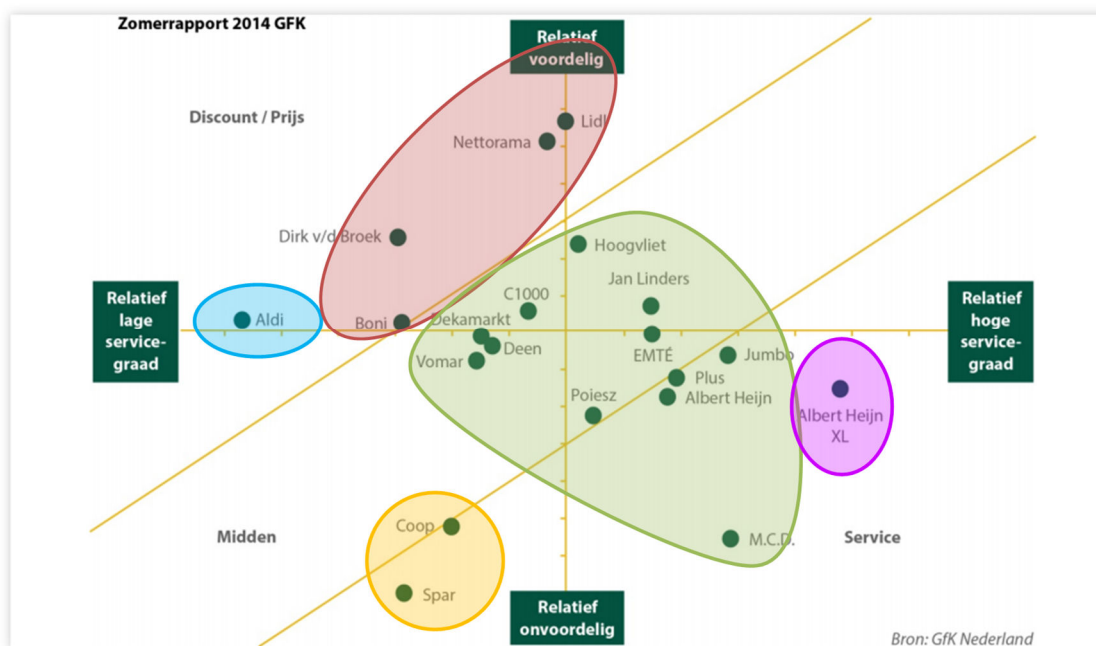 Zomerrapport 2014 GFK
Relatief
voordelig
Discount / Prijs
Lidl
Nettorama
Dirk v/d Broek
Hoogvliet
Jan Linders
C1000
Relatief
lage
service-
graad
Aldi
Boni
Dekamarkt
Deen
Vomar
EMTÉ
Jumbo
Plus
Albert Heijn
Poiesz
Relatief
hoge
service-
graad
Albert Heijn
XL
Midden
Coop
Spar
M.C.D.
Service
Relatief
onvoordelig
Bron: GfK Nederland